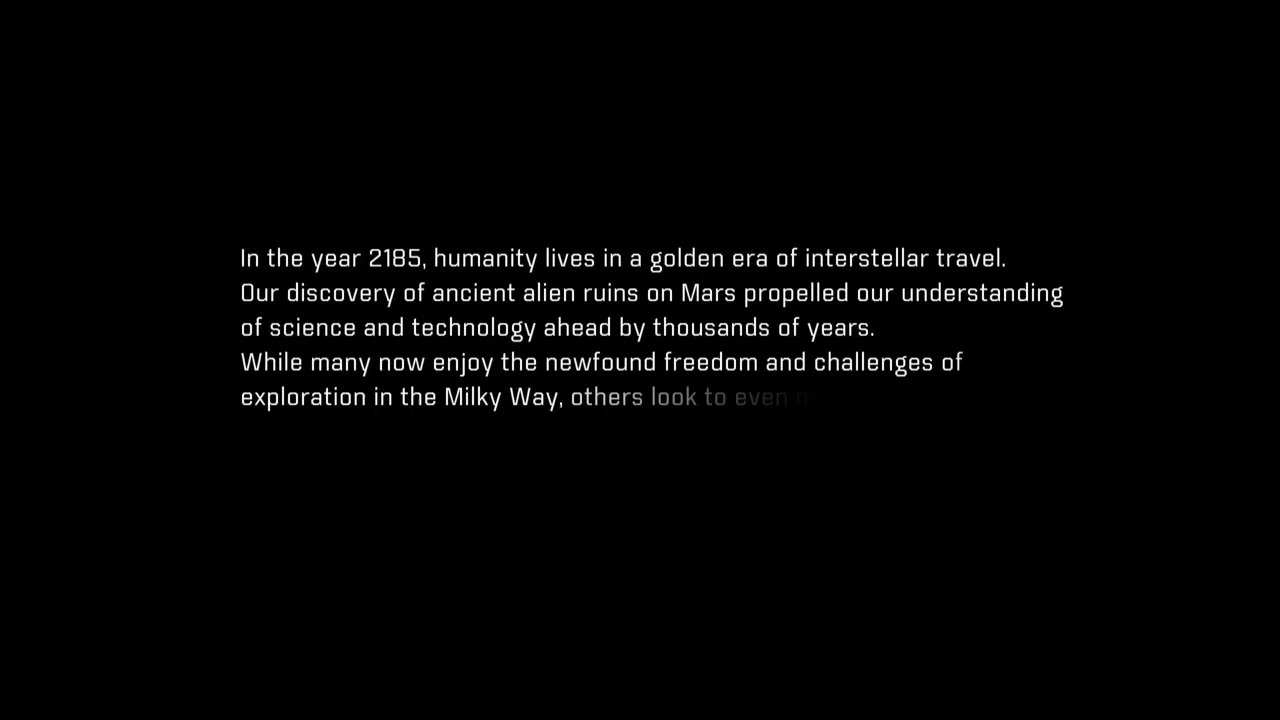 In the year 2185, humanity lives in a golden era of interstellar travel.
Our discovery of ancient alien ruins on Mars propelled our understanding
of science and technology ahead by thousands of years.
While many now enjoy the newfound freedom and challenges of
exploration in the Milky Way, others look to even